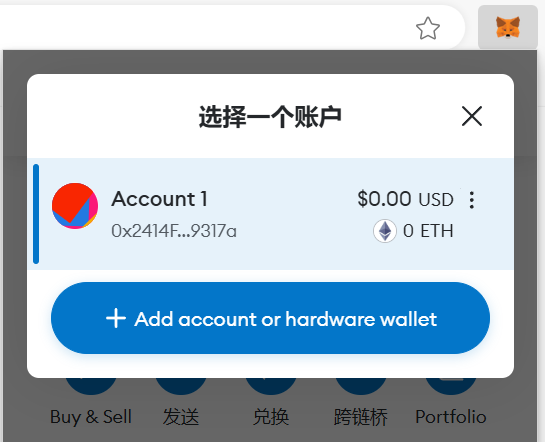 选择一个账户
Account 1
$0.00 USD
0x2414F...9317a
0 ETH
Add account or hardware wallet
Buy & Sell
发送
兑换
跨链桥
Portfolio